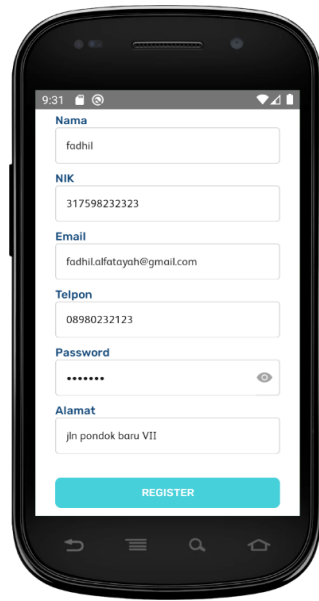 9:31
Nama
fadhil
NIK
317598232323
Email
fadhil.alfatayah@gmail.com
Telpon
08980232123
Password
•••••••
Alamat
jln pondok baru VII
REGISTER